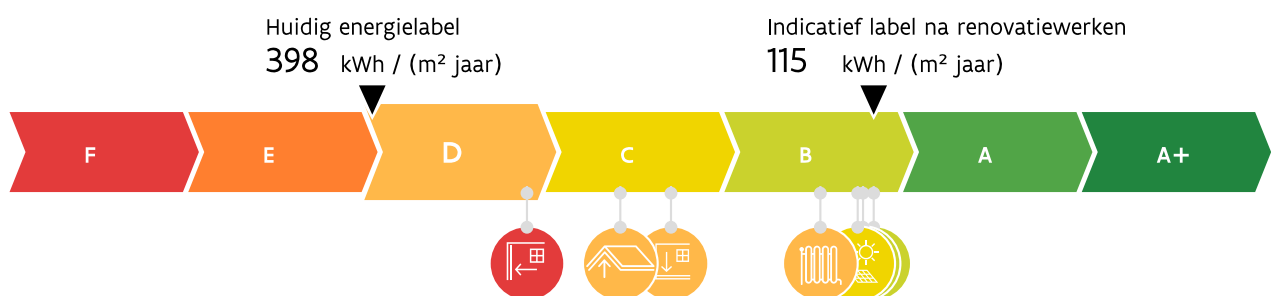 Huidig energielabel
398 kWh / (m² jaar)
Indicatief label na renovatiewerken
115 kWh / (m² jaar)
F
E
D
C
B
A
A+